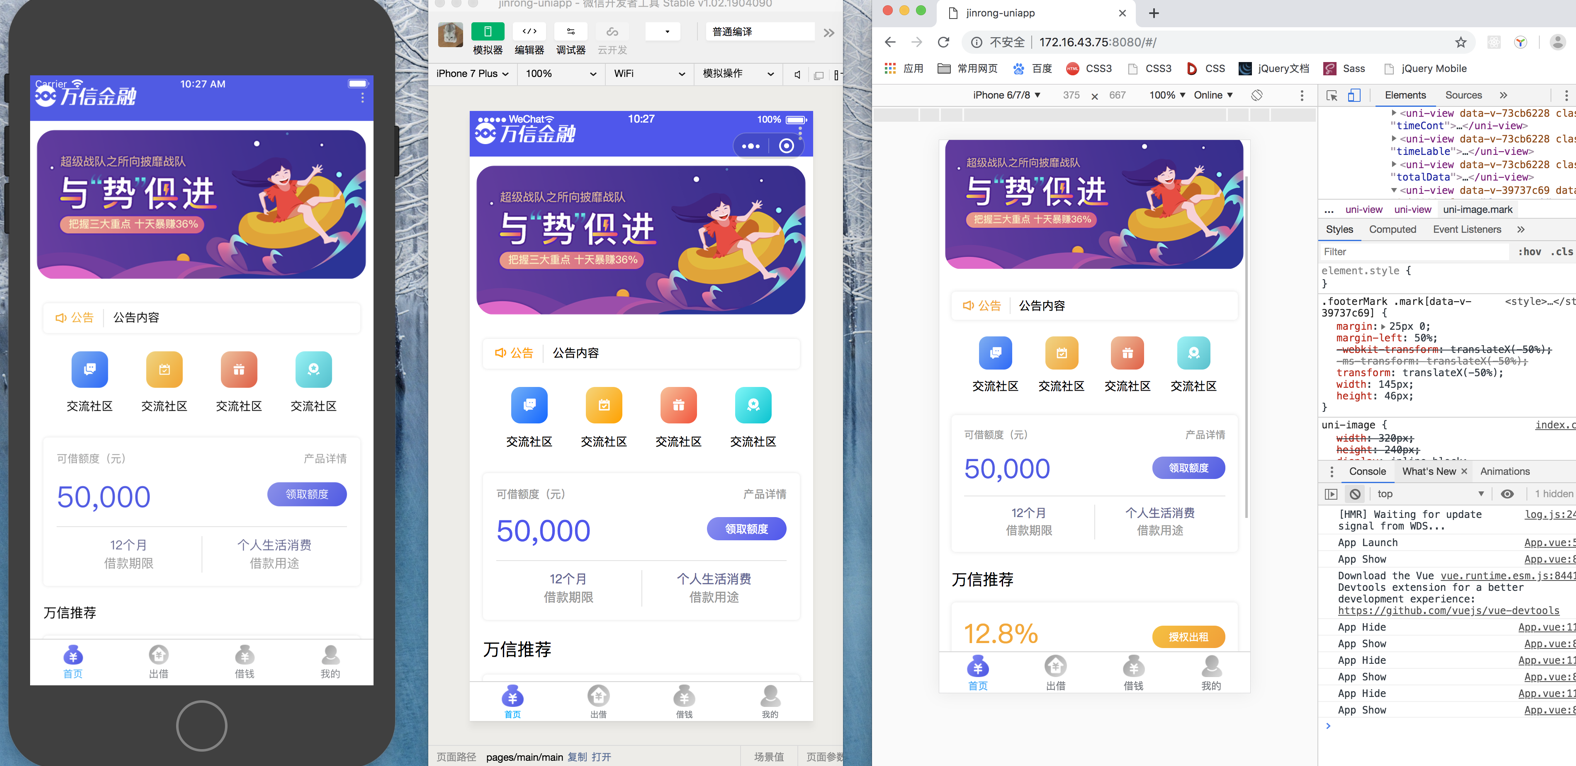 Carrier
10:27 AM
万信金融
超级战队之所向披靡战队
与“势”俱进
把握三大重点 十天暴赚36%
公告
公告内容
交流社区
交流社区
交流社区
交流社区
可借额度（元）
产品详情
50,000
领取额度
12个月
个人生活消费
借款期限
借款用途
万信推荐
首页
出借
借钱
我的
jinrong-uniapp - 微信开发者工具 Stable v1.02.1904090
模拟器
编辑器
调试器
云开发
普通编译
iPhone 7 Plus
100%
WiFi
模拟操作
WeChat
10:27
100%
万信金融
超级战队之所向披靡战队
与“势”俱进
把握三大重点 十天暴赚36%
公告
公告内容
交流社区
交流社区
交流社区
交流社区
可借额度（元）
产品详情
50,000
领取额度
12个月
个人生活消费
借款期限
借款用途
万信推荐
首页
出借
借钱
我的
页面路径
pages/main/main 复制 打开
场景值
页面参数
jinrong-uniapp
不安全 | 172.16.43.75:8080/#/
应用
常用网页
百度
CSS3
CSS3
CSS
jQuery文档
Sass
jQuery Mobile
iPhone 6/7/8
375
×
667
100%
Online
超级战队之所向披靡战队
与“势”俱进
把握三大重点 十天暴赚36%
公告
公告内容
交流社区
交流社区
交流社区
交流社区
可借额度（元）
产品详情
50,000
领取额度
12个月
个人生活消费
借款期限
借款用途
万信推荐
12.8%
授权出租
首页
出借
借钱
我的
Elements
Sources
<uni-view data-v-73cb6228 clas
"timeCont">…</uni-view>
<uni-view data-v-73cb6228 clas
"timeLable">…</uni-view>
<uni-view data-v-73cb6228 clas
"totalData">…</uni-view>
<uni-view data-v-39737c69 data
... uni-view uni-view uni-image.mark
Styles
Computed
Event Listeners
Filter
:hov .cls
element.style {
}
.footerMark .mark[data-v- <style>…</st
39737c69] {
margin: 25px 0;
margin-left: 50%;
-webkit-transform: translateX(-50%);
-ms-transform: translateX(-50%);
transform: translateX(-50%);
width: 145px;
height: 46px;
}
uni-image { index.c
width: 320px;
height: 240px;
display: inline-block;
Console
What's New
Animations
top
1 hidden
[HMR] Waiting for update log.js:24
signal from WDS...
App Launch App.vue:5
App Show App.vue:8
Download the Vue vue.runtime.esm.js:8441
Devtools extension for a better
development experience:
https://github.com/vuejs/vue-devtools
App Hide App.vue:11
App Show App.vue:8
App Hide App.vue:11
App Show App.vue:8
App Hide App.vue:11
App Show App.vue:8